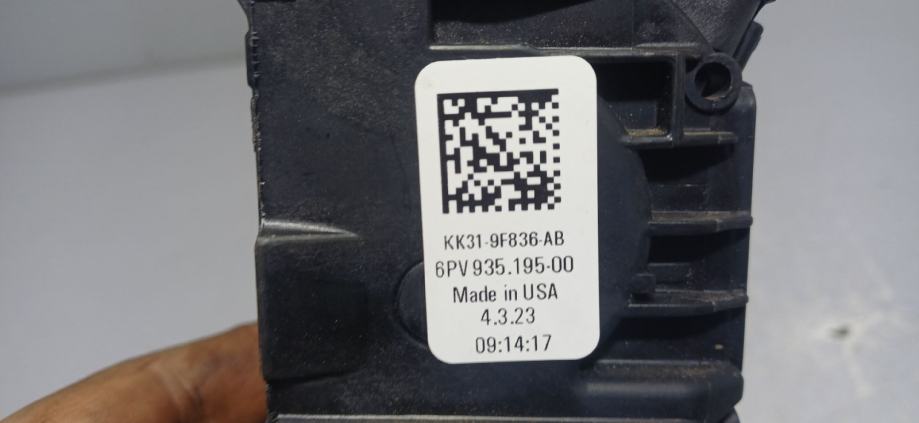 KK31-9F836-AB
6PV 935.195-00
Made in USA
4.3.23
09:14:17